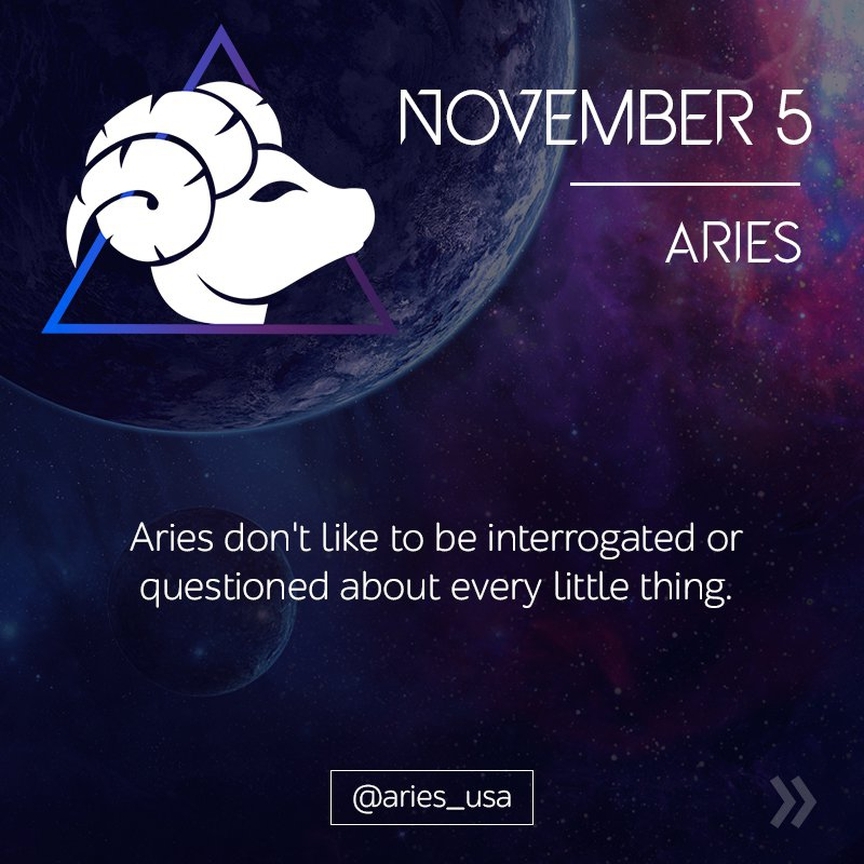 NOVEMBER 5
ARIES
Aries don't like to be interrogated or
questioned about every little thing.
@aries_usa